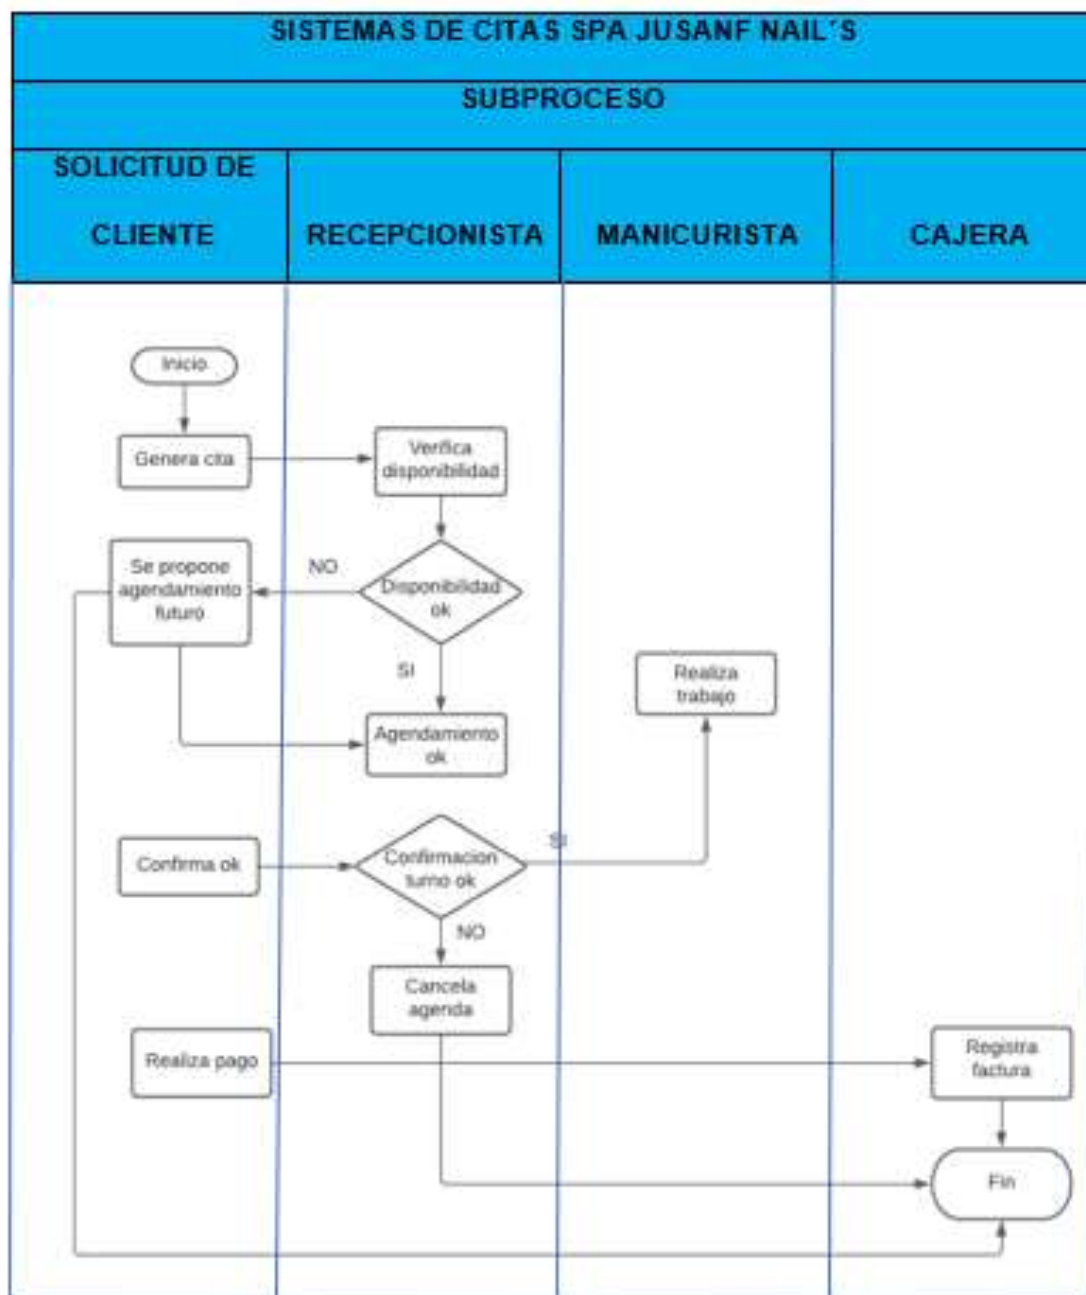 SISTEMAS DE CITAS SPA JUSANF NAIL´S
SUBPROCESO
SOLICITUD DE
CLIENTE
RECEPCIONISTA
MANICURISTA
CAJERA
Inicio
Genera cita
Verifica
disponibilidad
Se propone
agendamiento
futuro
NO
Disponibilidad
ok
SI
Realiza
trabajo
Agendamiento
ok
Confirma ok
Confirmacion
turno ok
SI
NO
Cancela
agenda
Realiza pago
Registra
factura
Fin